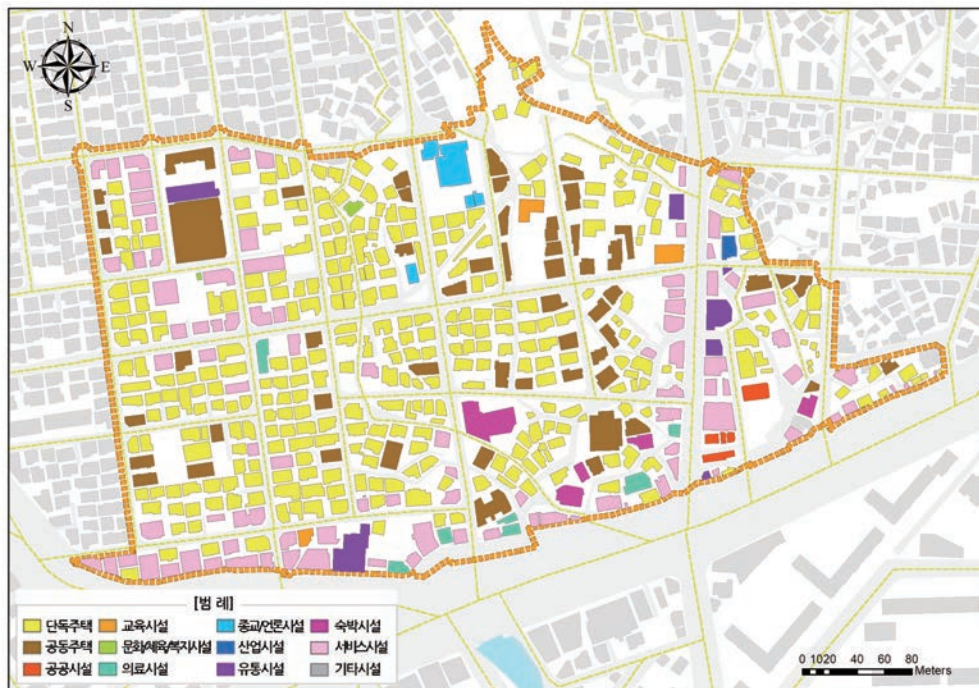 N
W E
S
[범 례]
단독주택 교육시설 종교/언론시설 숙박시설
공동주택 문화/체육/복지시설 산업시설 서비스시설
공공시설 의료시설 유통시설 기타시설
0 1020 40 60 80
Meters